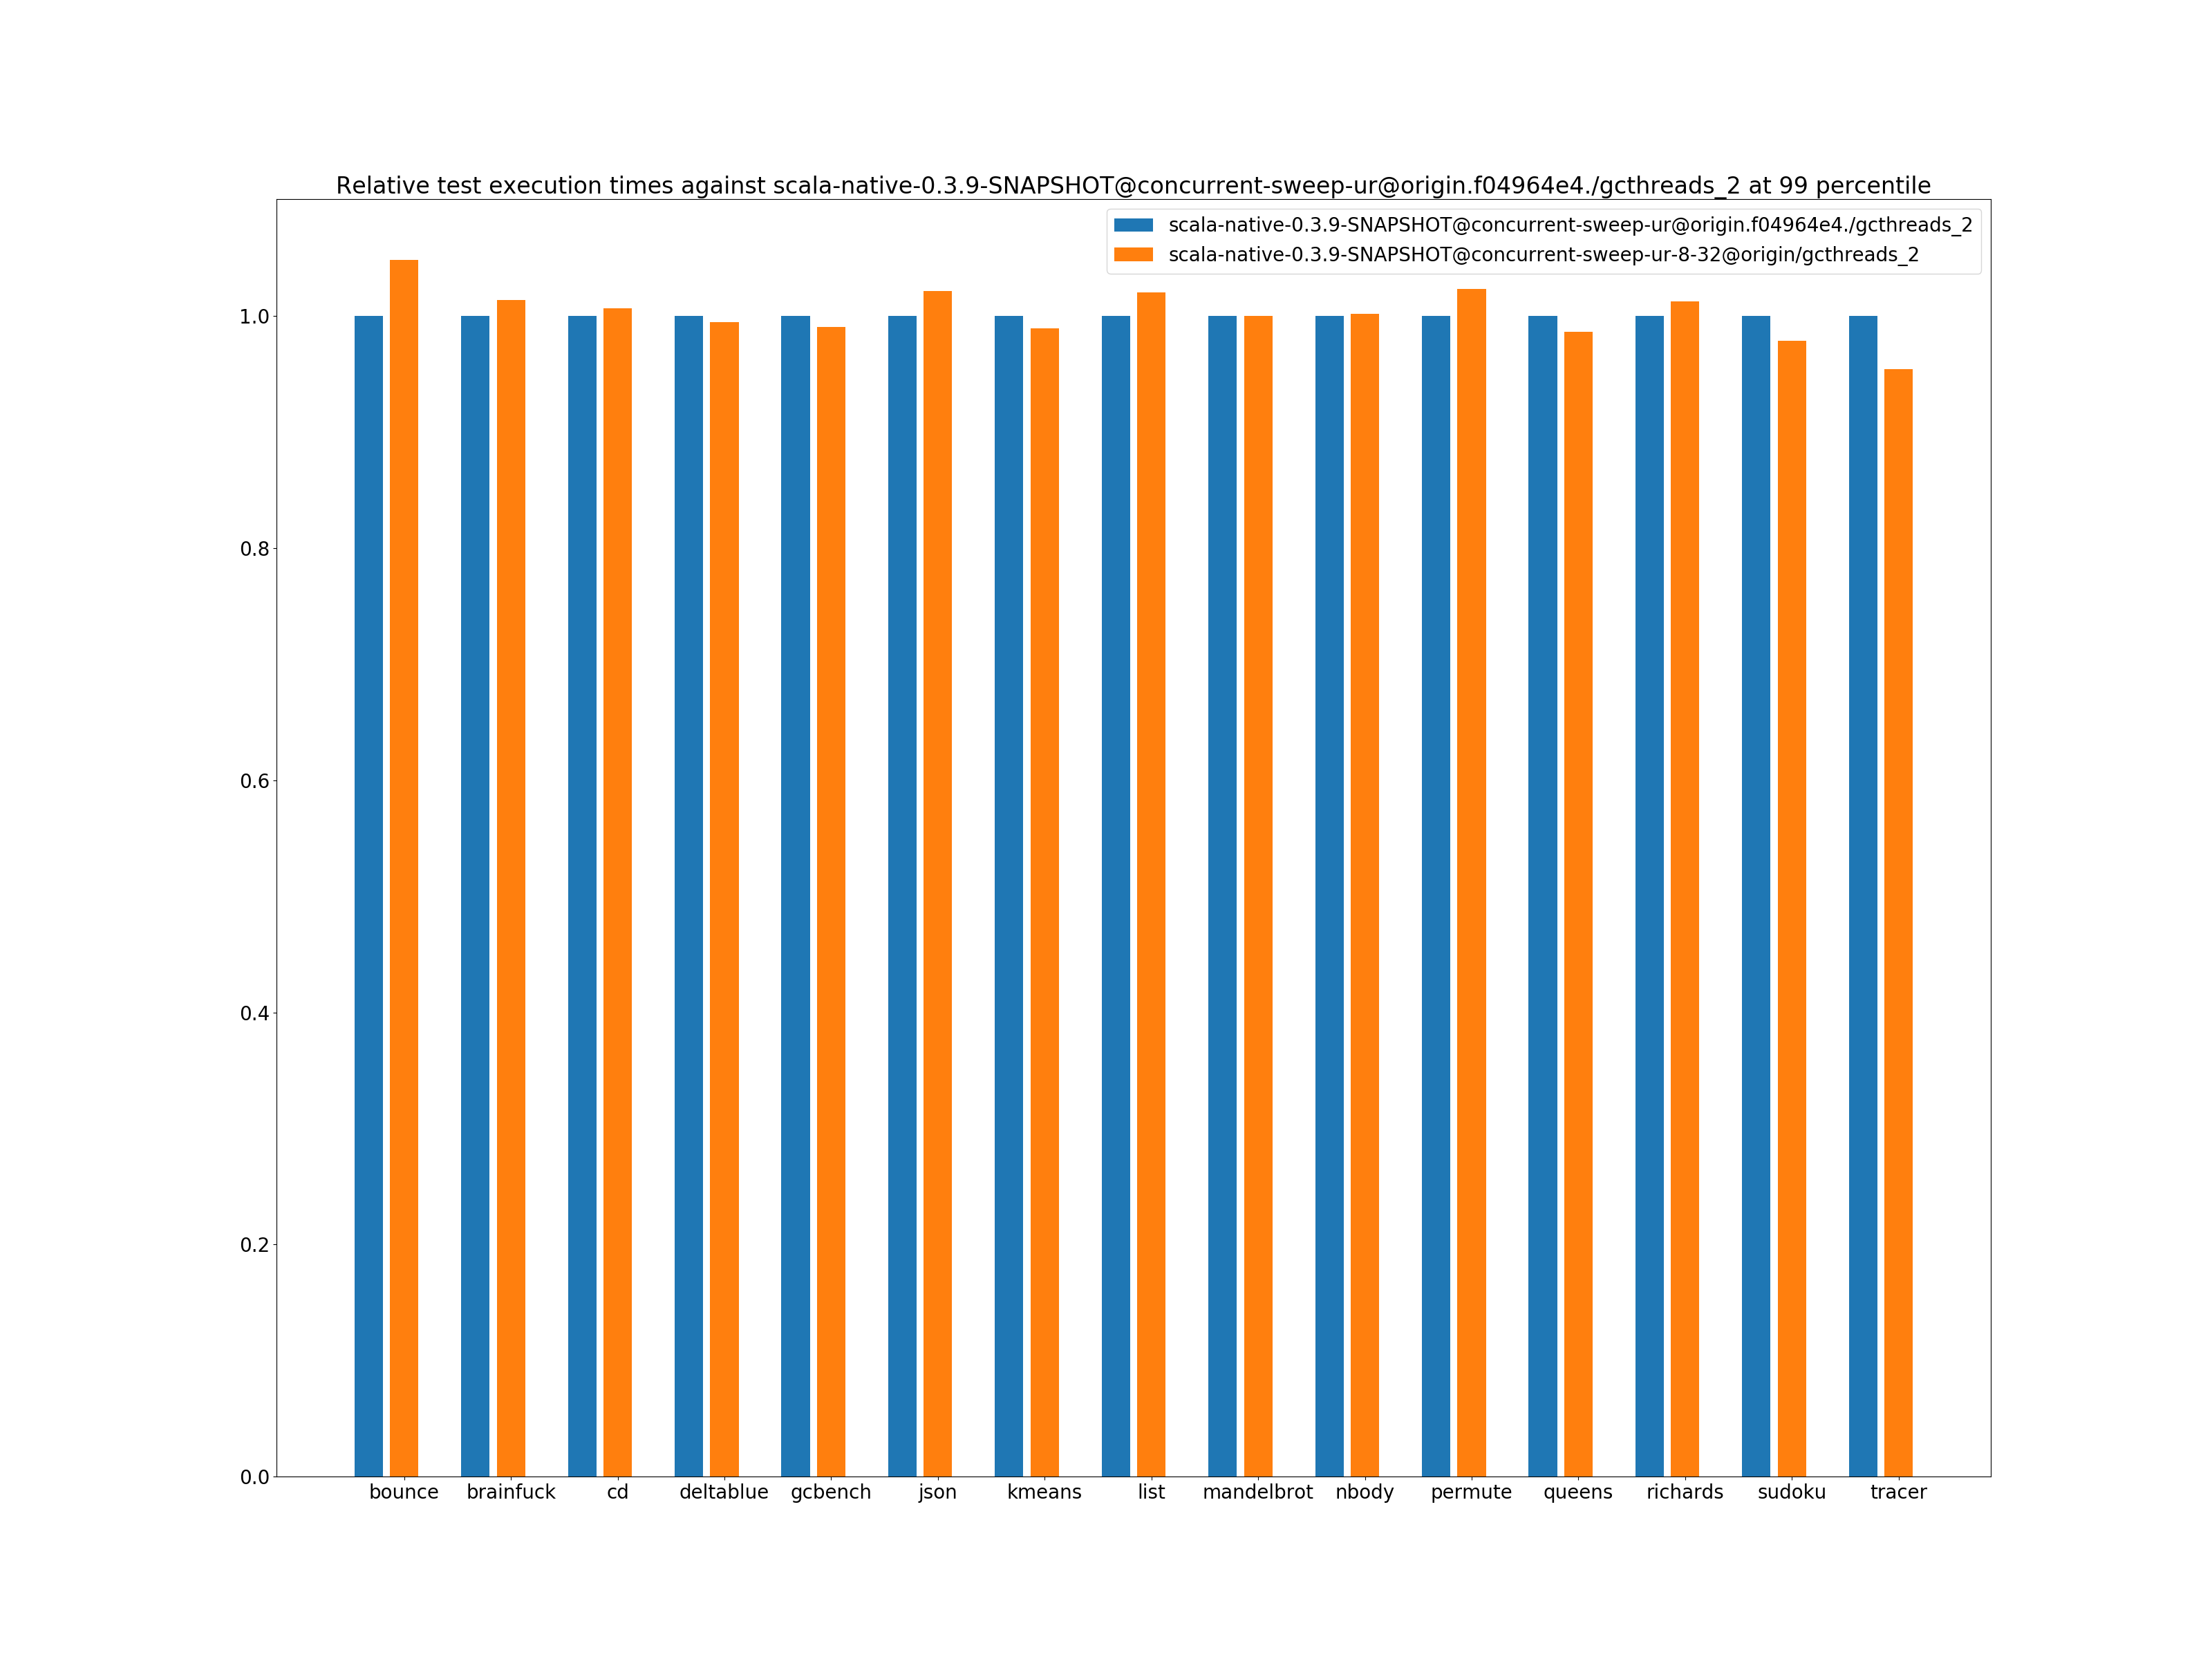 Relative test execution times against scala-native-0.3.9-SNAPSHOT@concurrent-sweep-ur@origin.f04964e4./gcthreads_2 at 99 percentile
scala-native-0.3.9-SNAPSHOT@concurrent-sweep-ur@origin.f04964e4./gcthreads_2
scala-native-0.3.9-SNAPSHOT@concurrent-sweep-ur-8-32@origin/gcthreads_2
1.0
0.8
0.6
0.4
0.2
0.0
bounce brainfuck cd deltablue gcbench json kmeans list mandelbrot nbody permute queens richards sudoku tracer